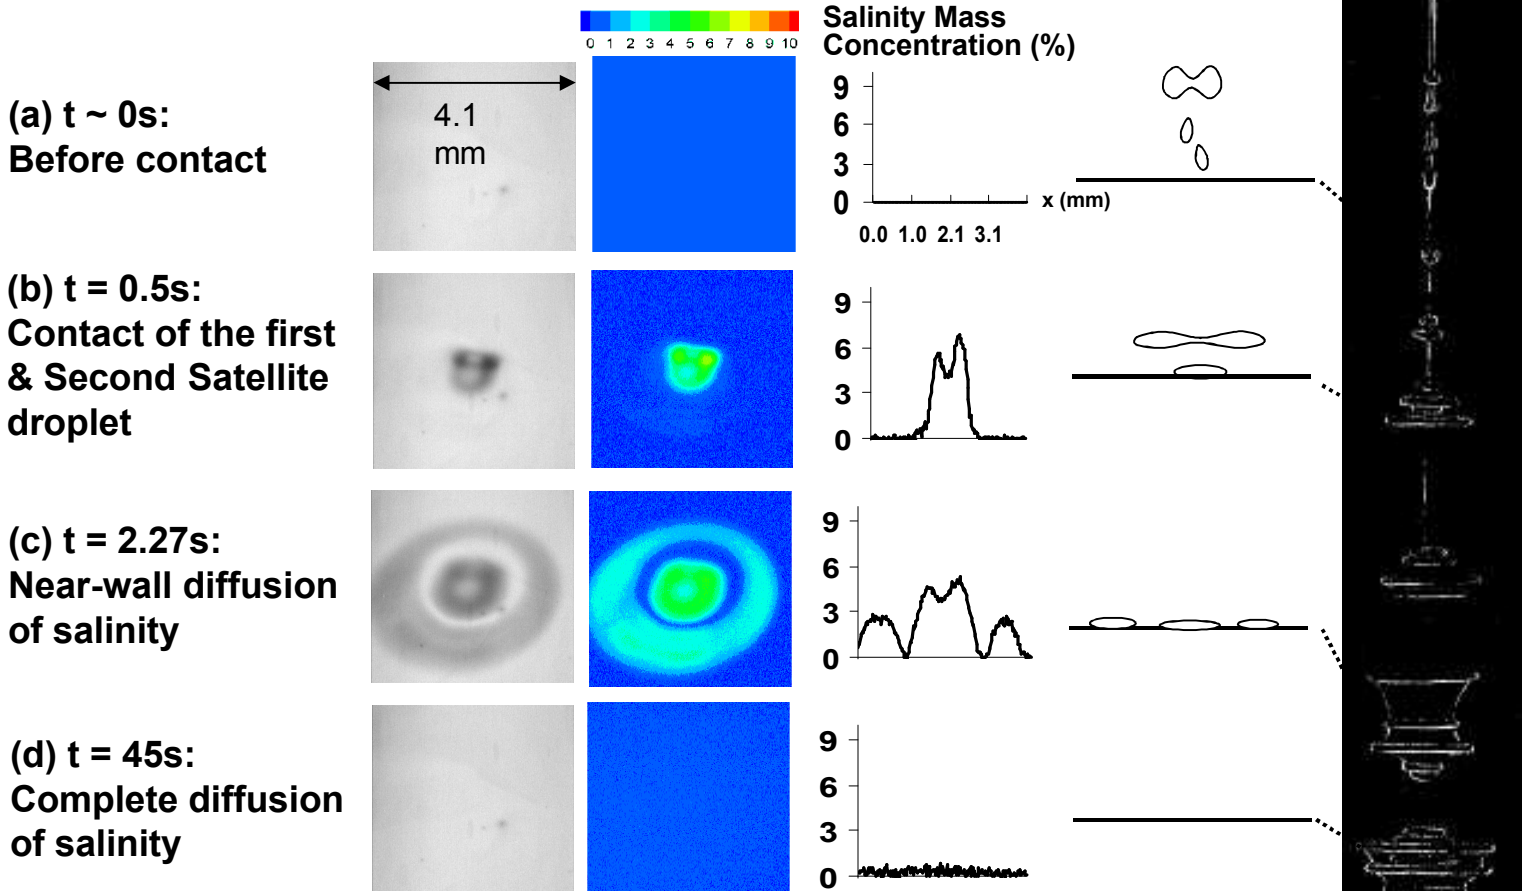 0 1 2 3 4 5 6 7 8 9 10
Salinity Mass
Concentration (%)
(a) t ~ 0s:
Before contact
4.1
mm
9
6
3
0
x (mm)
0.0 1.0 2.1 3.1
(b) t = 0.5s:
Contact of the first
& Second Satellite
droplet
9
6
3
0
(c) t = 2.27s:
Near-wall diffusion
of salinity
9
6
3
0
(d) t = 45s:
Complete diffusion
of salinity
9
6
3
0